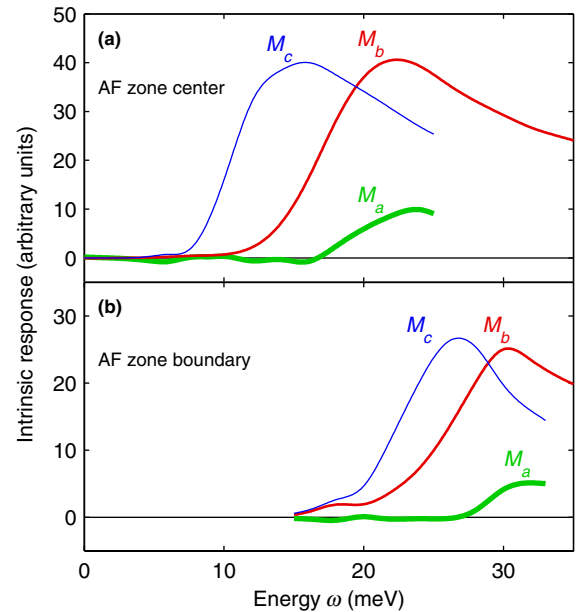 50
(a)
M_c
M_b
40
AF zone center
30
20
M_a
10
0
Intrinsic response (arbitrary units)
(b)
30
M_c
M_b
AF zone boundary
20
10
M_a
0
0
10
20
30
Energy ω (meV)